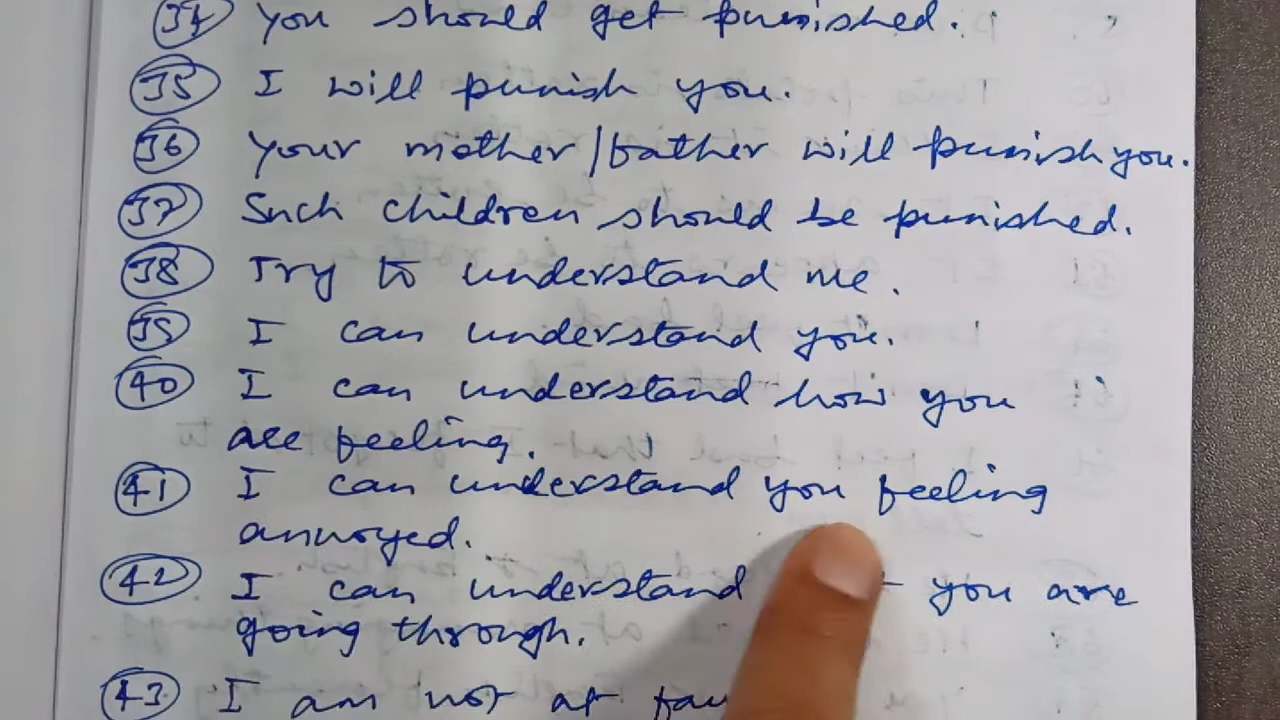 34 You should get punished.
35 I will punish you.
36 Your mother/father will punish you.
37 Such children should be punished.
38 Try to understand me.
39 I can understand you.
40 I can understand how you
are feeling.
41 I can understand you feeling
annoyed.
42 I can understand you are
going through.
43 I am not at